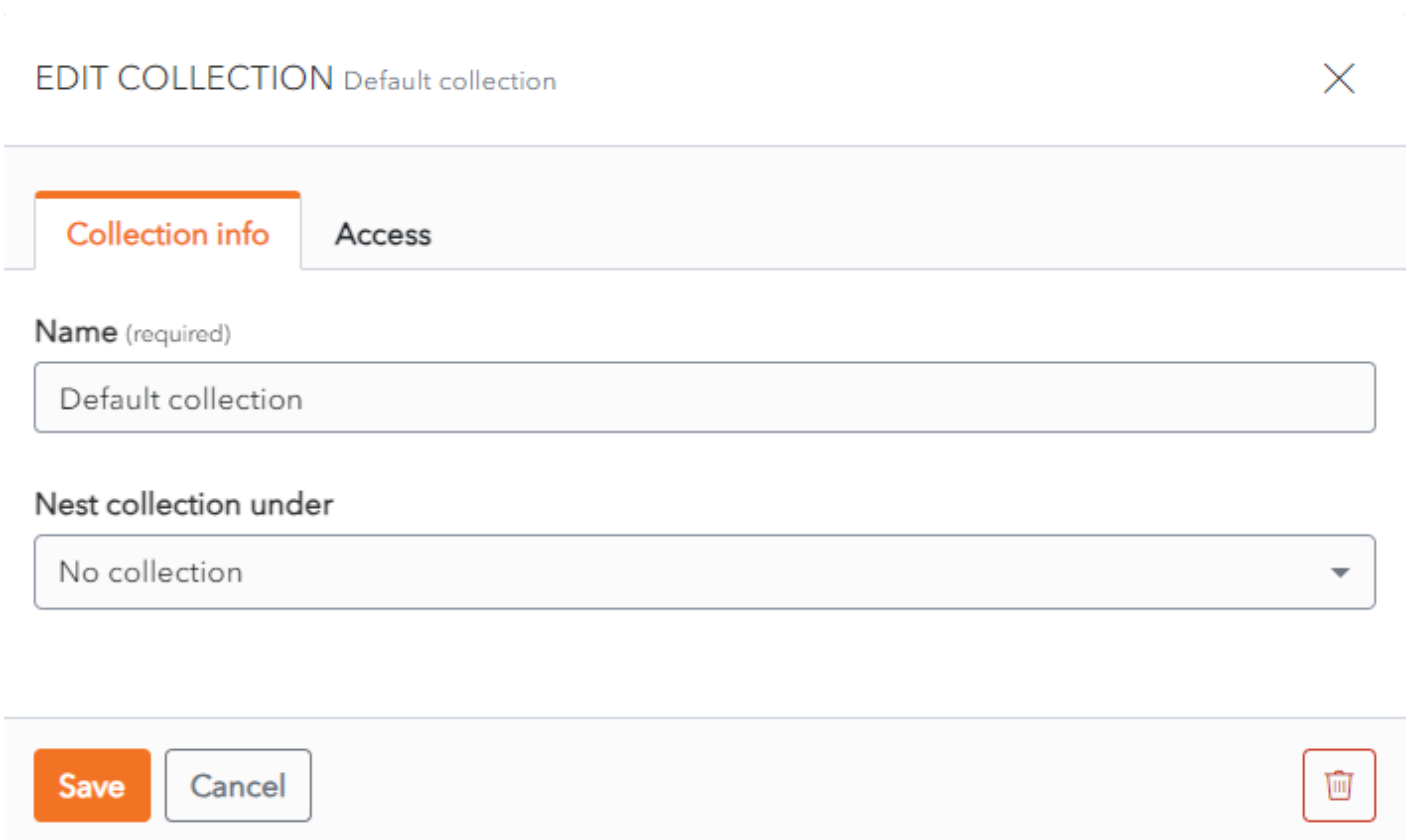 EDIT COLLECTION Default collection
Collection info Access
Name (required)
Default collection
Nest collection under
No collection
Save Cancel